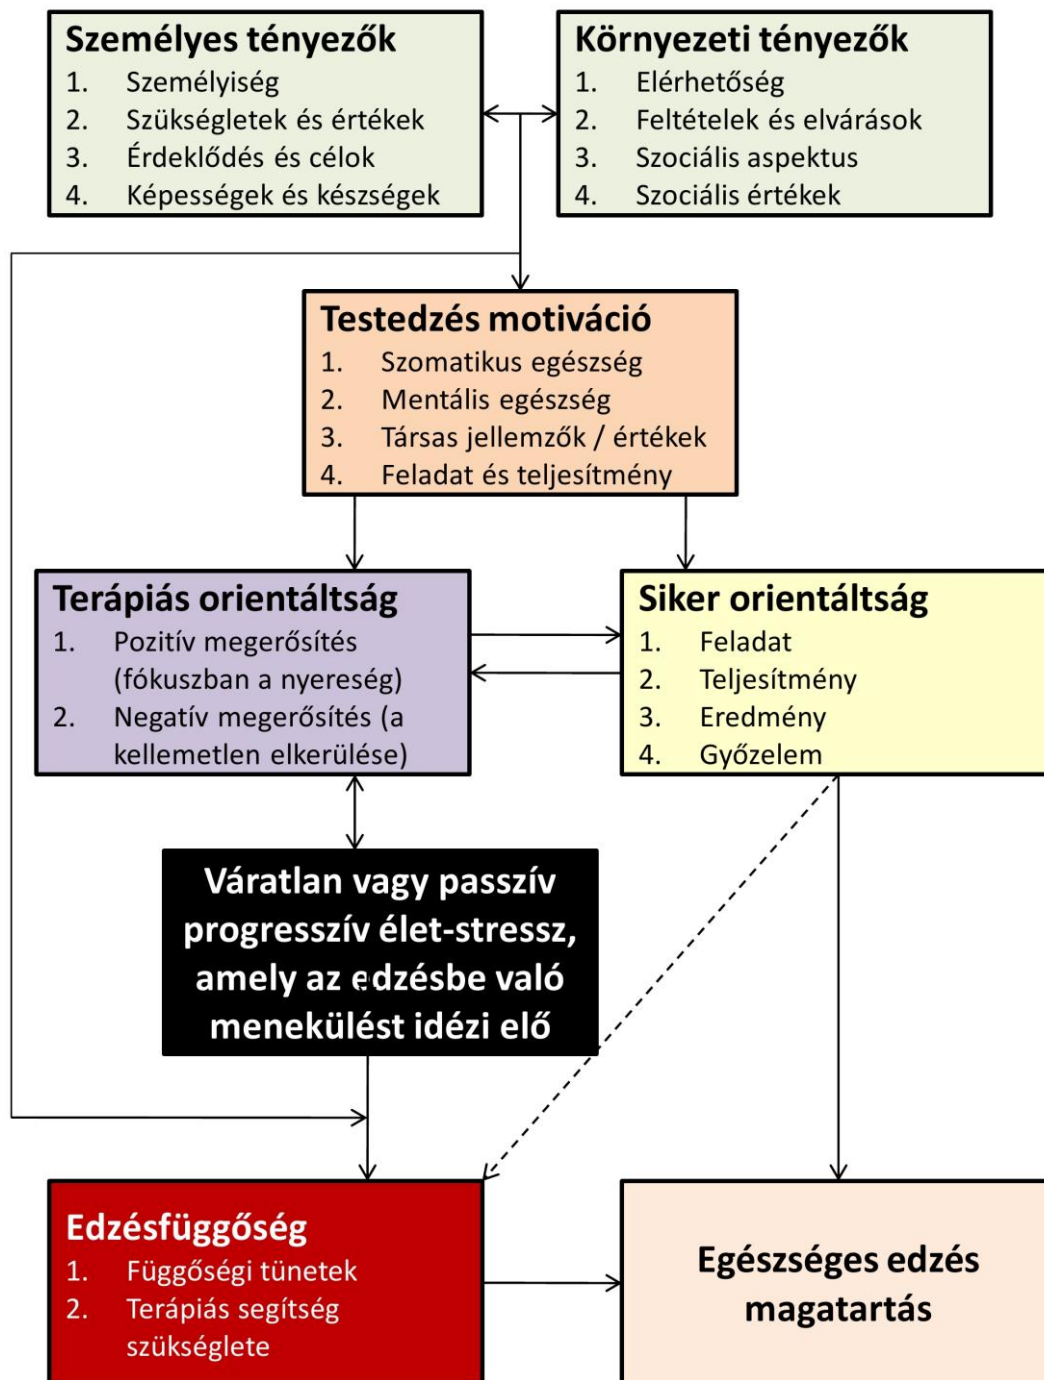 Személyes tényezők
1. Személyiség
2. Szükségletek és értékek
3. Érdeklődés és célok
4. Képességek és készségek
Környezeti tényezők
1. Elérhetőség
2. Feltételek és elvárások
3. Szociális aspektus
4. Szociális értékek
Testedzés motiváció
1. Szomatikus egészség
2. Mentális egészség
3. Társas jellemzők / értékek
4. Feladat és teljesítmény
Terápiás orientáltság
1. Pozitív megerősítés
(fókuszban a nyereség)
2. Negatív megerősítés (a
kellemetlen elkerülése)
Siker orientáltság
1. Feladat
2. Teljesítmény
3. Eredmény
4. Győzelem
Váratlan vagy passzív
progresszív élet-stressz,
amely az edzésbe való
menekülést idézi elő
Edzésfüggőség
1. Függőségi tünetek
2. Terápiás segítség
szükséglete
Egészséges edzés
magatartás